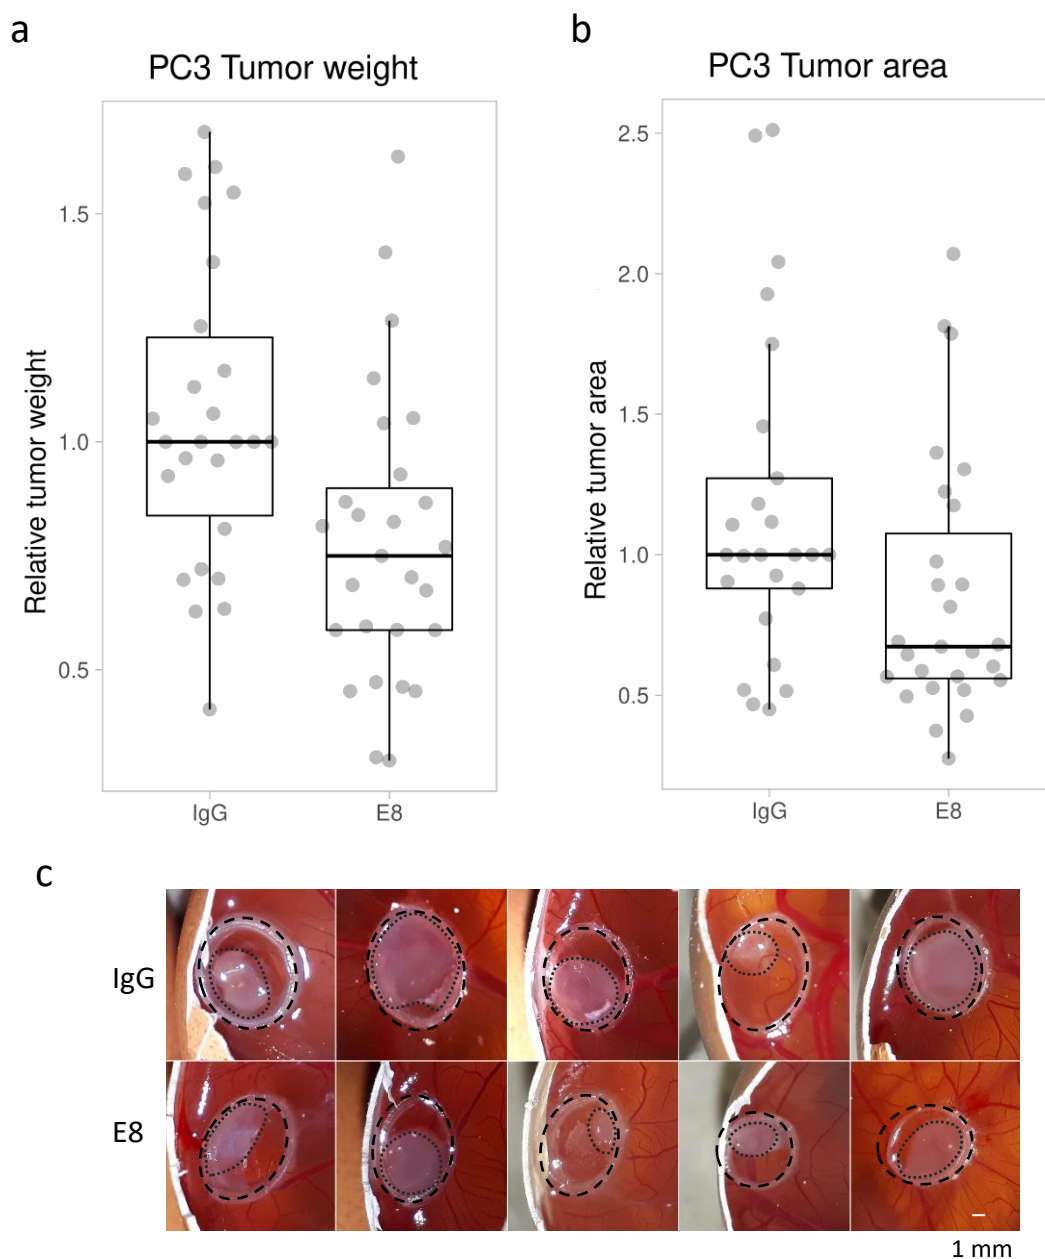 a
PC3 Tumor weight
Relative tumor weight
1.5
1.0
0.5
IgG
E8
b
PC3 Tumor area
Relative tumor area
2.5
2.0
1.5
1.0
0.5
IgG
E8
c
IgG
E8
1 mm